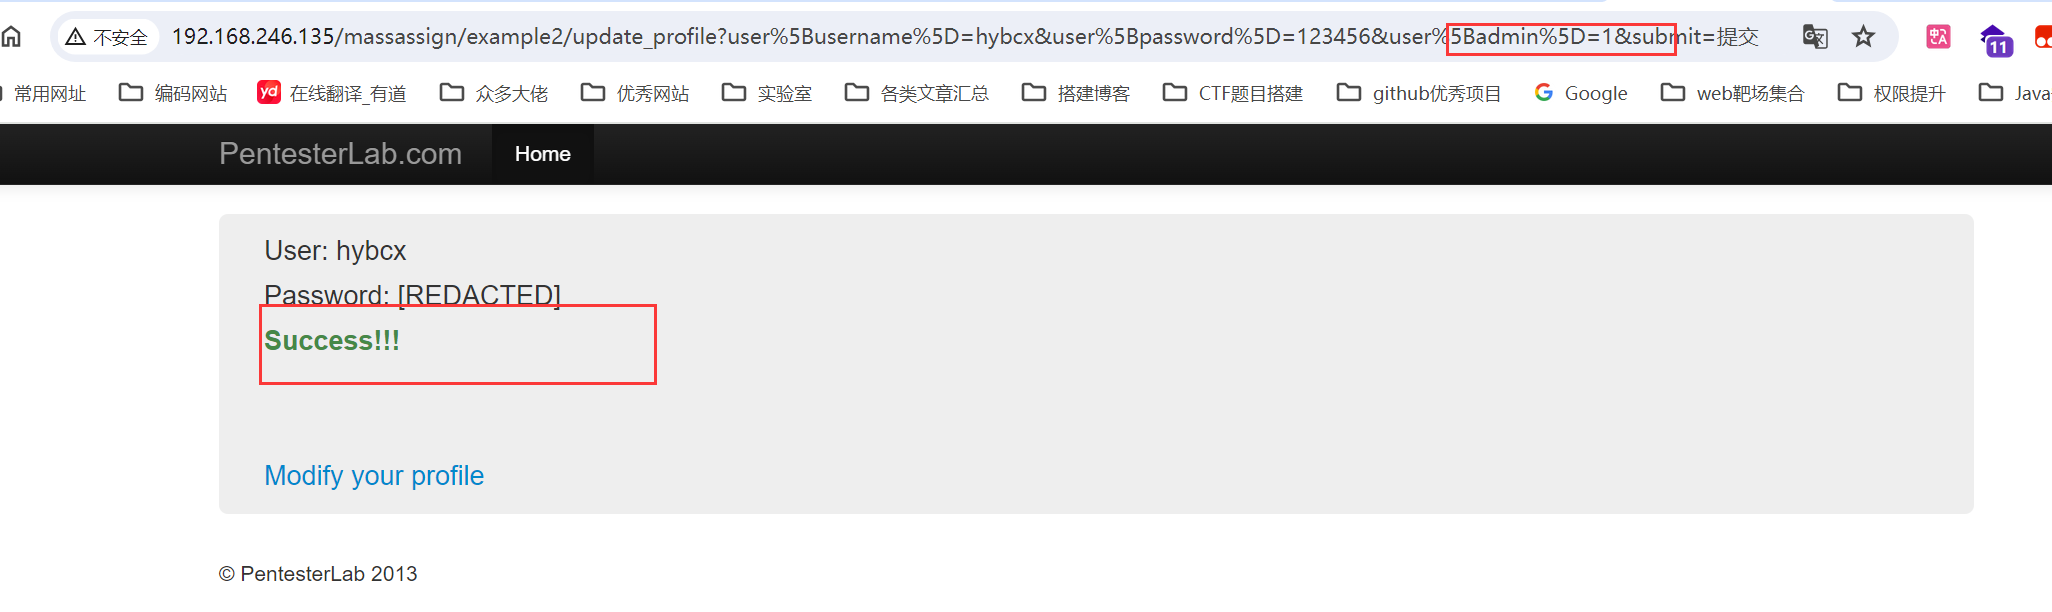 不安全 192.168.246.135/massassign/example2/update_profile?user%5Busername%5D=hybcx&user%5Bpassword%5D=123456&user%5Badmin%5D=1&submit=提交 中 A 11
常用网址 编码网站 yd 在线翻译_有道 众多大佬 优秀网站 实验室 各类文章汇总 搭建博客 CTF题目搭建 github优秀项目 G Google web靶场集合 权限提升 Java
PentesterLab.com Home
User: hybcx
Password: [REDACTED]
Success!!!
Modify your profile
© PentesterLab 2013